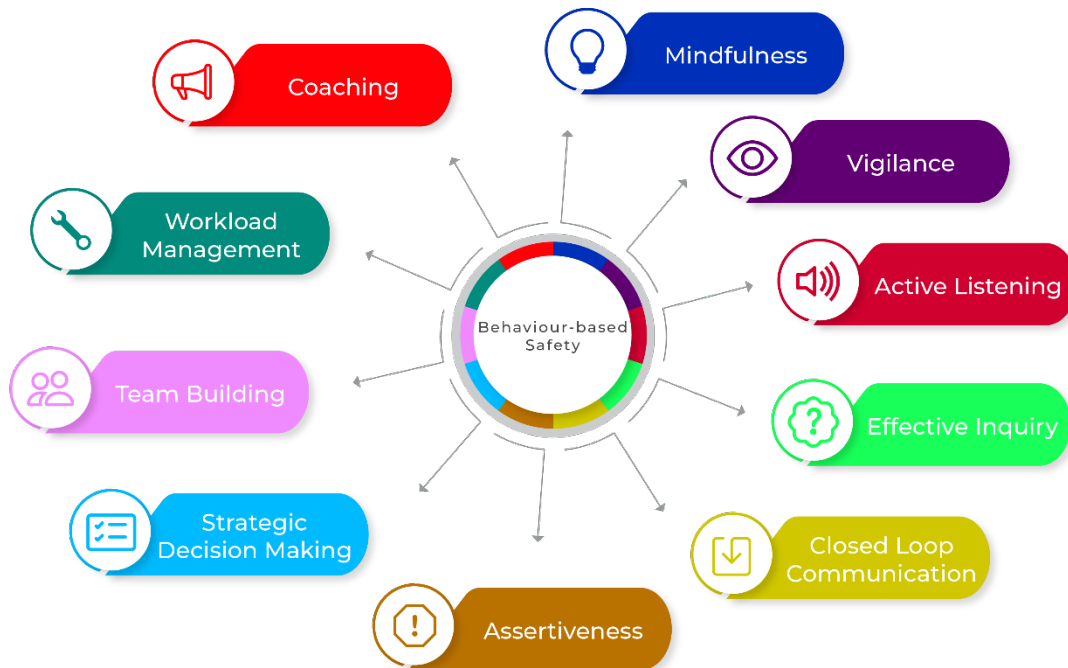 Mindfulness
Coaching
Vigilance
Workload
Management
Active Listening
Behaviour-based
Safety
Team Building
Effective Inquiry
Strategic
Decision Making
Closed Loop
Communication
Assertiveness